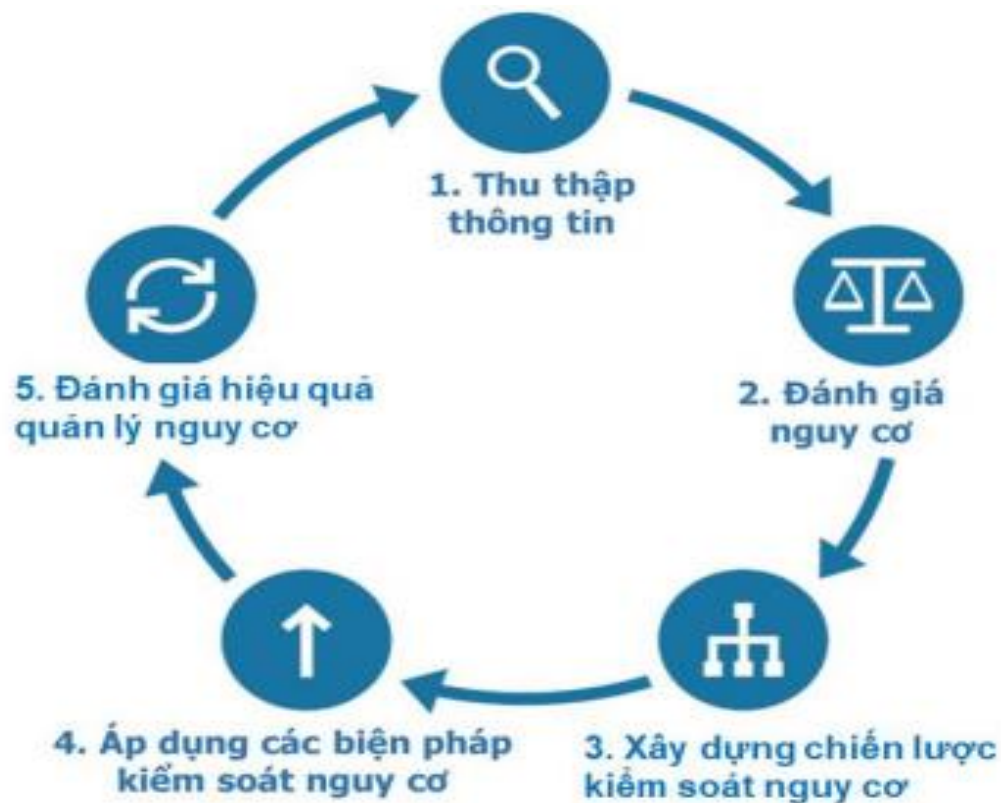 1. Thu thập
thông tin
2. Đánh giá
nguy cơ
3. Xây dựng chiến lược
kiểm soát nguy cơ
4. Áp dụng các biện pháp
kiểm soát nguy cơ
5. Đánh giá hiệu quả
quản lý nguy cơ